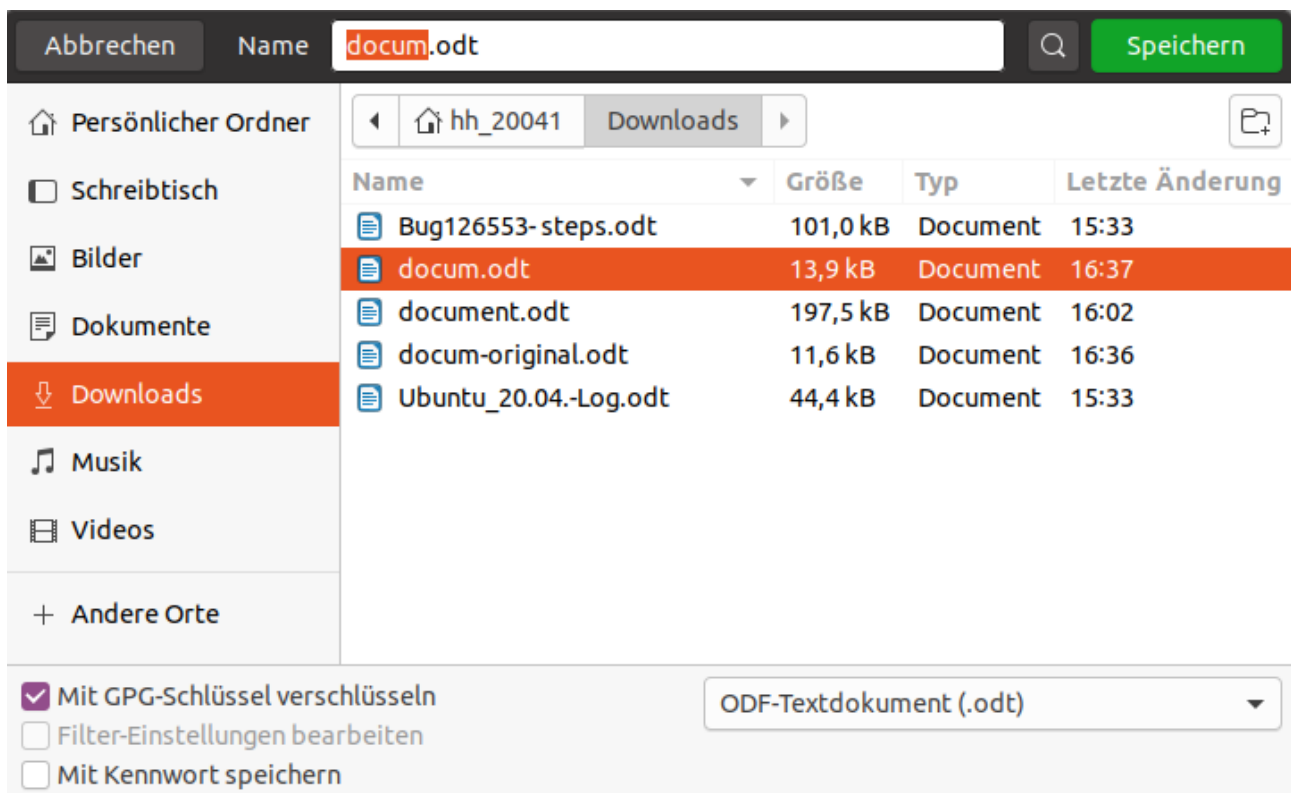 Abbrechen Name docum.odt Speichern
Persönlicher Ordner
Schreibtisch
Bilder
Dokumente
Downloads
Musik
Videos
Andere Orte
hh_20041 Downloads
Name Größe Typ Letzte Änderung
Bug126553- steps.odt 101,0 kB Document 15:33
docum.odt 13,9 kB Document 16:37
document.odt 197,5 kB Document 16:02
docum-original.odt 11,6 kB Document 16:36
Ubuntu_20.04.-Log.odt 44,4 kB Document 15:33
Mit GPG-Schlüssel verschlüsseln
Filter-Einstellungen bearbeiten
Mit Kennwort speichern
ODF-Textdokument (.odt)